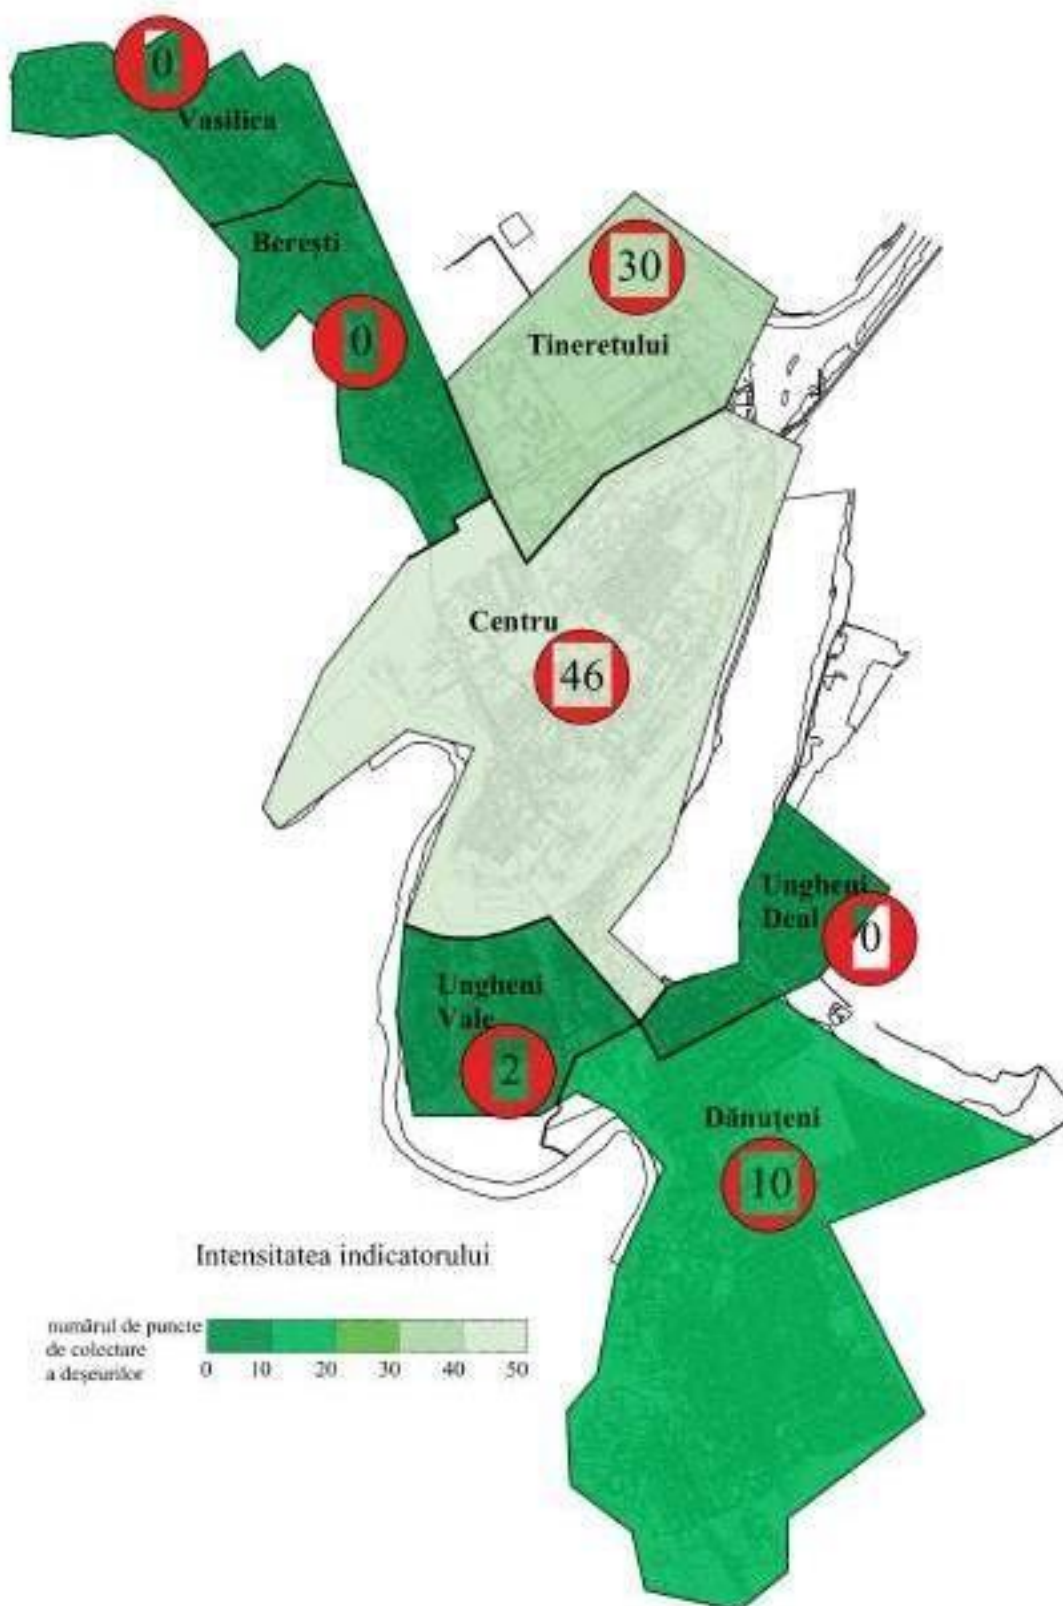 0
Vasilica
Berești
0
30
Tineretului
Centru
46
Ungheni
Deal
0
Ungheni
Vale
2
Dănuțeni
10
Intensitatea indicatorului
numărul de puncte
de colectare
a deșeurilor
0 10 20 30 40 50